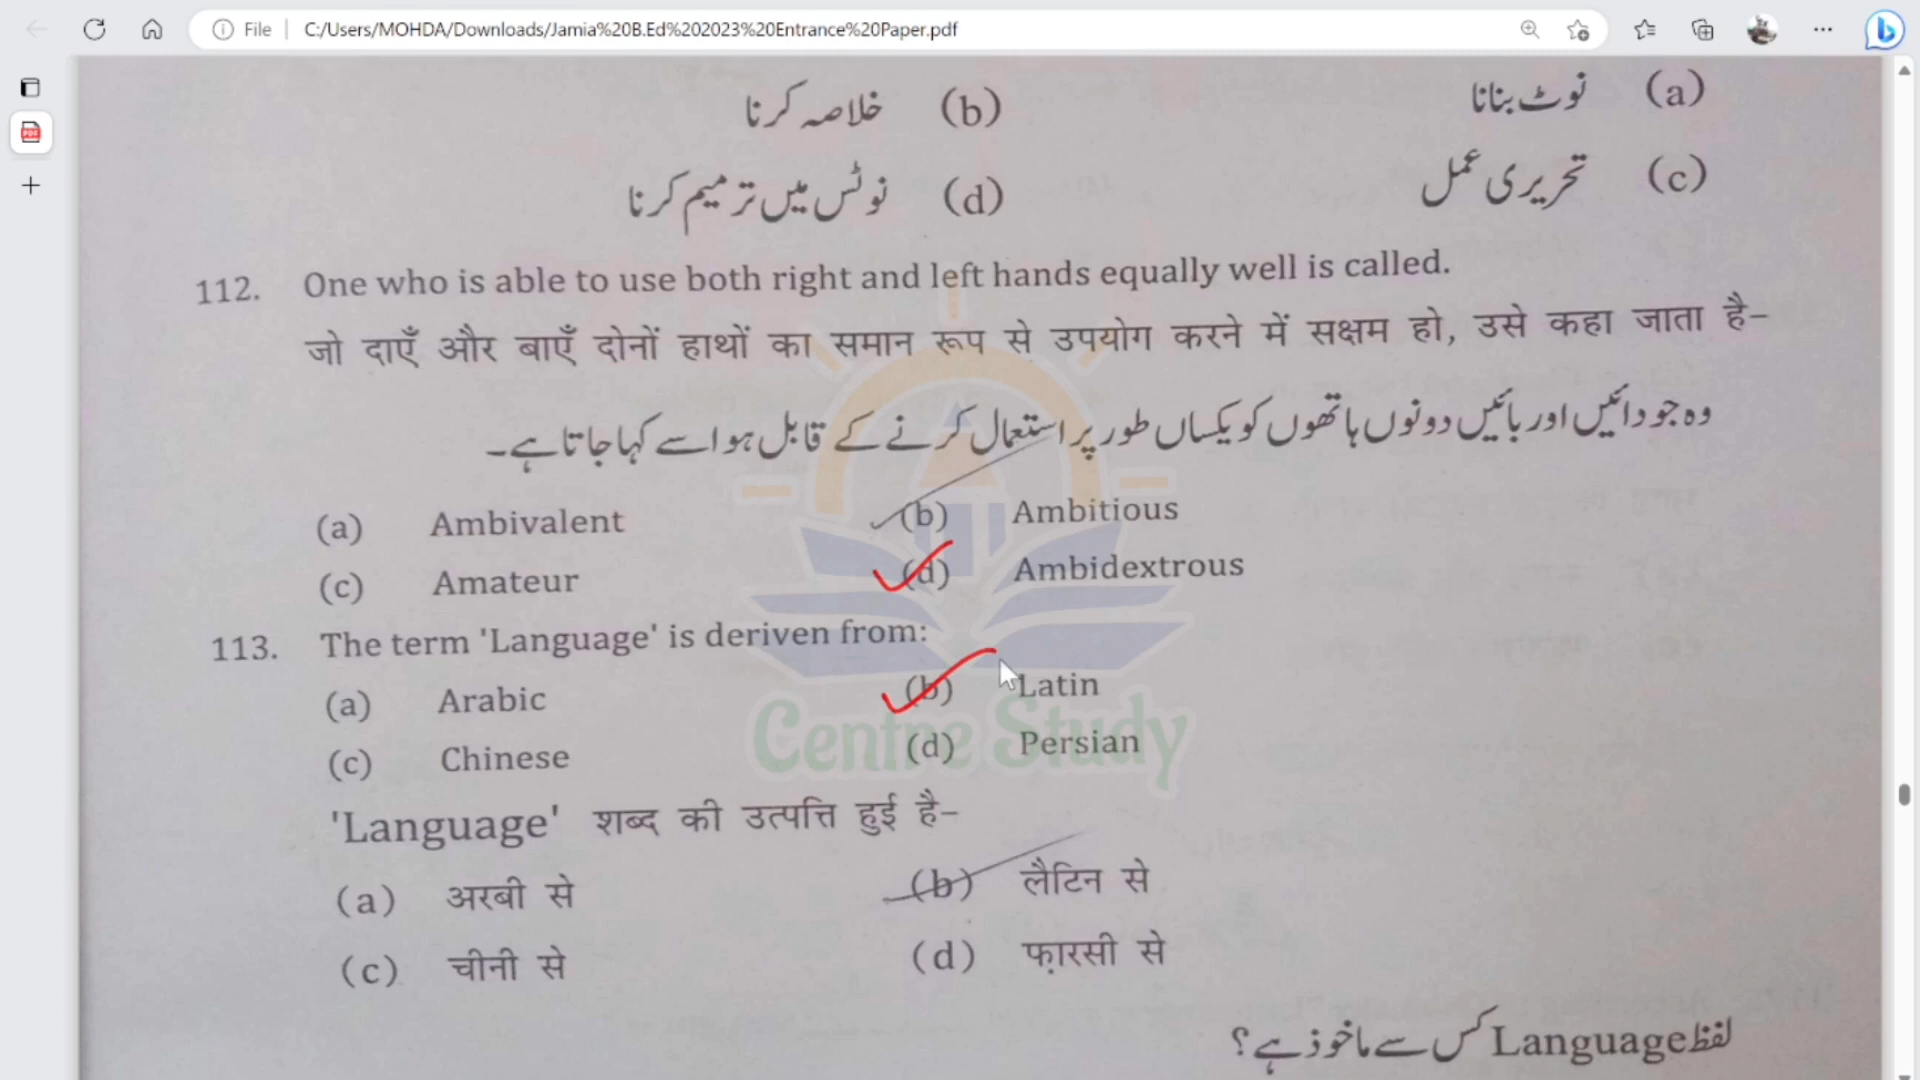 File C:/Users/MOHDA/Downloads/Jamia%20B.Ed%202023%20Entrance%20Paper.pdf
(a) نوٹ بنانا (b) خلاصہ کرنا
(c) تحریری عمل (d) نوٹس میں ترمیم کرنا
112. One who is able to use both right and left hands equally well is called.
जो दाएँ और बाएँ दोनों हाथों का समान रूप से उपयोग करने में सक्षम हो, उसे कहा जाता है-
وہ جو دائیں اور بائیں دونوں ہاتھوں کو یکساں طور پر استعمال کرنے کے قابل ہو اسے کہا جاتا ہے۔
(a) Ambivalent (b) Ambitious
(c) Amateur (d) Ambidextrous
113. The term 'Language' is deriven from:
(a) Arabic (b) Latin
(c) Chinese (d) Persian
Centre Study
'Language' शब्द की उत्पत्ति हुई है-
(a) अरबी से (b) लैटिन से
(c) चीनी से (d) फ़ारसी से
لفظ Language کس سے ماخوذ ہے؟